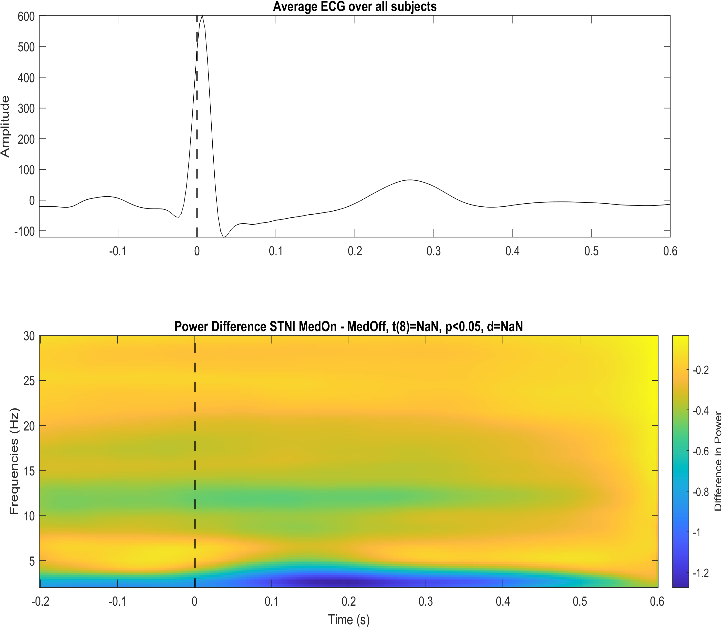 Average ECG over all subjects
600
500
400
300
200
100
0
-100
Amplitude
-0.1 0 0.1 0.2 0.3 0.4 0.5 0.6
Power Difference STNI MedOn - MedOff, t(8)=NaN, p<0.05, d=NaN
30
25
20
15
10
5
Frequencies (Hz)
-0.2 -0.1 0 0.1 0.2 0.3 0.4 0.5 0.6
Time (s)
-0.2
-0.4
-0.6
-0.8
-1
-1.2
Difference in Power